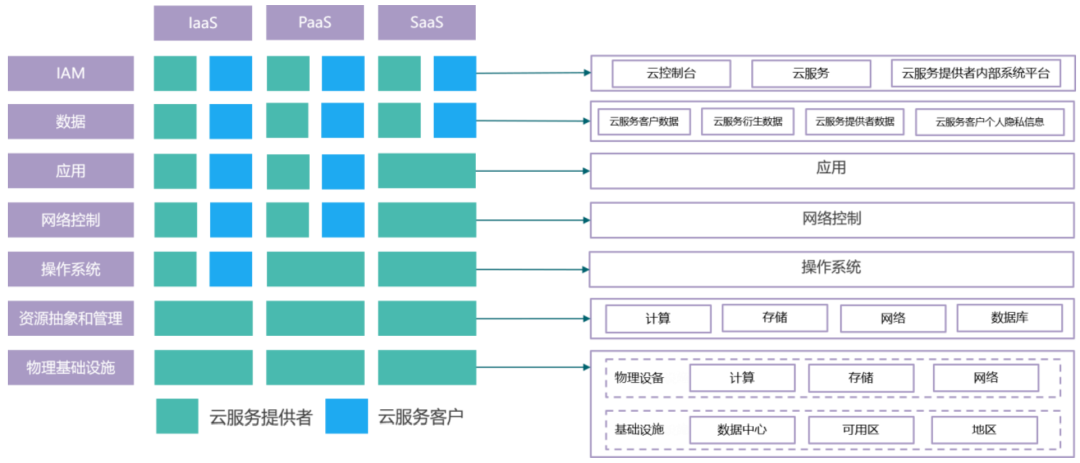 IaaS PaaS SaaS
IAM 云控制台 云服务 云服务提供者内部系统平台
数据 云服务客户数据 云服务衍生数据 云服务提供者数据 云服务客户个人隐私信息
应用 应用
网络控制 网络控制
操作系统 操作系统
资源抽象和管理 计算 存储 网络 数据库
物理基础设施 物理设备 计算 存储 网络
云服务提供者 云服务客户 基础设施 数据中心 可用区 地区